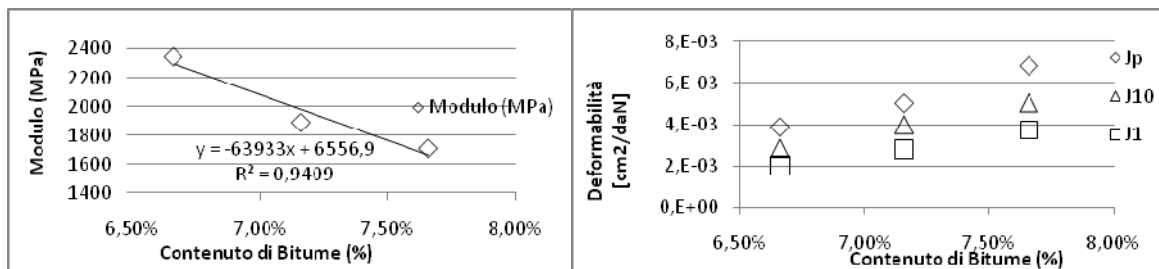 Modulo (MPa)
2400
2200
2000
1800
1600
1400
6,50%
7,00%
7,50%
8,00%
Contenuto di Bitume (%)
Modulo (MPa)
y = -63933x + 6556,9
R² = 0,9409
Deformabilità
[cm2/daN]
8,E-03
6,E-03
4,E-03
2,E-03
0,E+00
6,50%
7,00%
7,50%
8,00%
Contenuto di Bitume (%)
Jp
J10
J1